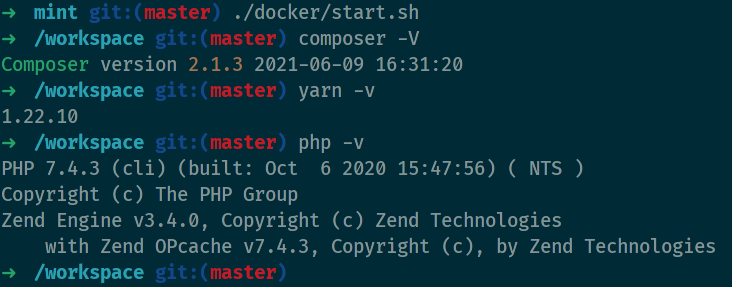 ➜ mint git:(master) ./docker/start.sh
➜ /workspace git:(master) composer -V
Composer version 2.1.3 2021-06-09 16:31:20
➜ /workspace git:(master) yarn -v
1.22.10
➜ /workspace git:(master) php -v
PHP 7.4.3 (cli) (built: Oct  6 2020 15:47:56) ( NTS )
Copyright (c) The PHP Group
Zend Engine v3.4.0, Copyright (c) Zend Technologies
    with Zend OPcache v7.4.3, Copyright (c), by Zend Technologies
➜ /workspace git:(master)